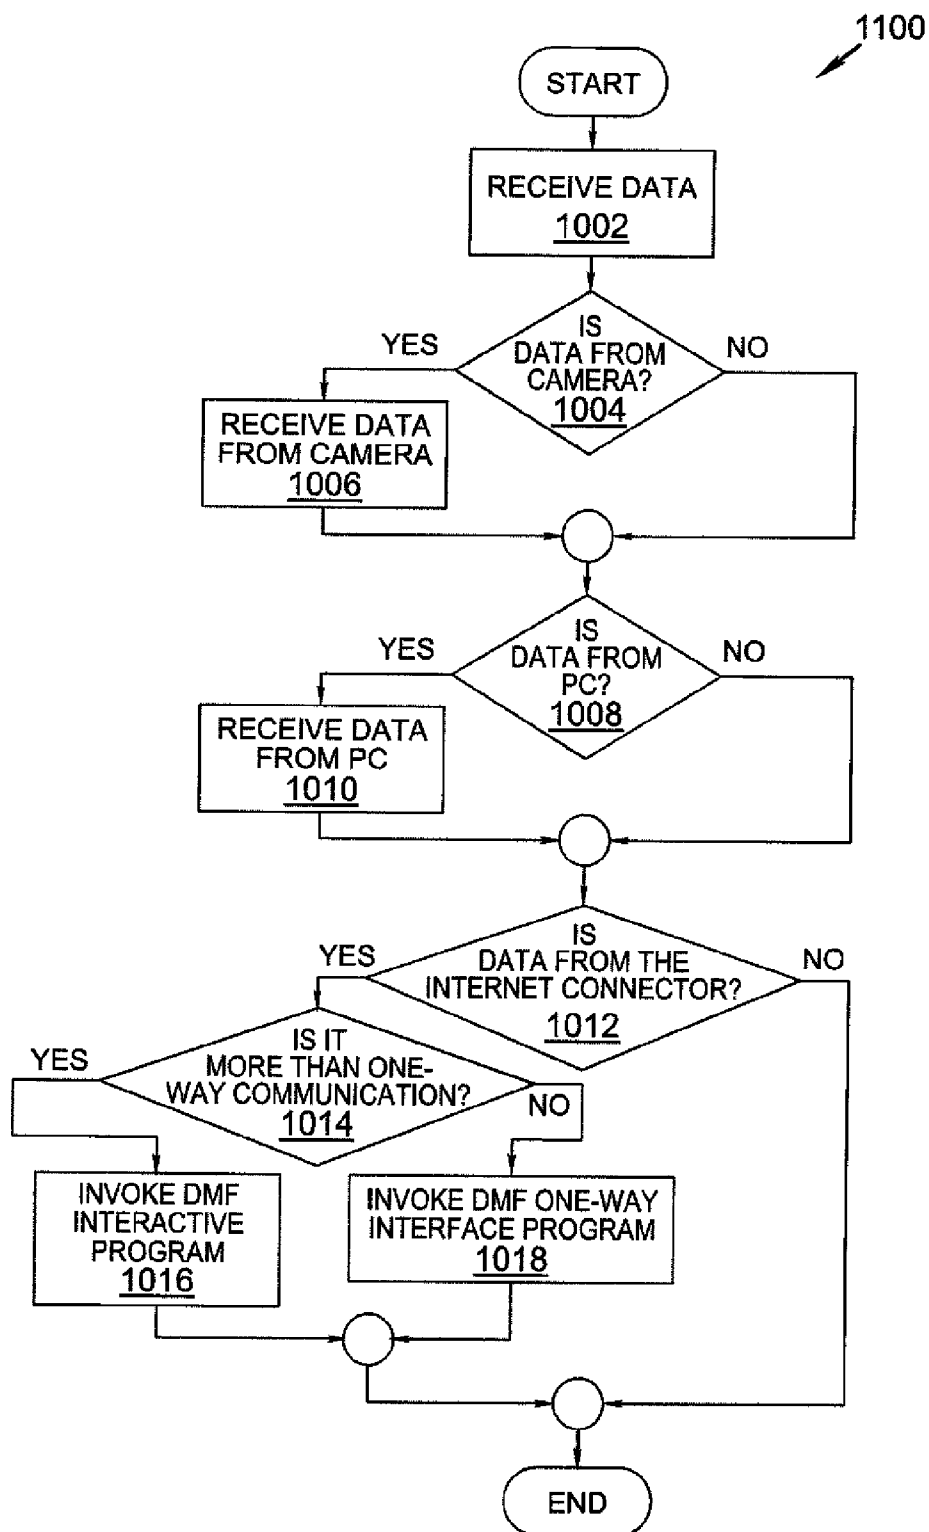 1100
START
RECEIVE DATA
1002
IS
DATA FROM
CAMERA?
1004
YES
NO
RECEIVE DATA
FROM CAMERA
1006
IS
DATA FROM
PC?
1008
YES
NO
RECEIVE DATA
FROM PC
1010
IS
DATA FROM THE
INTERNET CONNECTOR?
1012
YES
NO
IS IT
MORE THAN ONE-
WAY COMMUNICATION?
1014
YES
NO
INVOKE DMF
INTERACTIVE
PROGRAM
1016
INVOKE DMF ONE-WAY
INTERFACE PROGRAM
1018
END